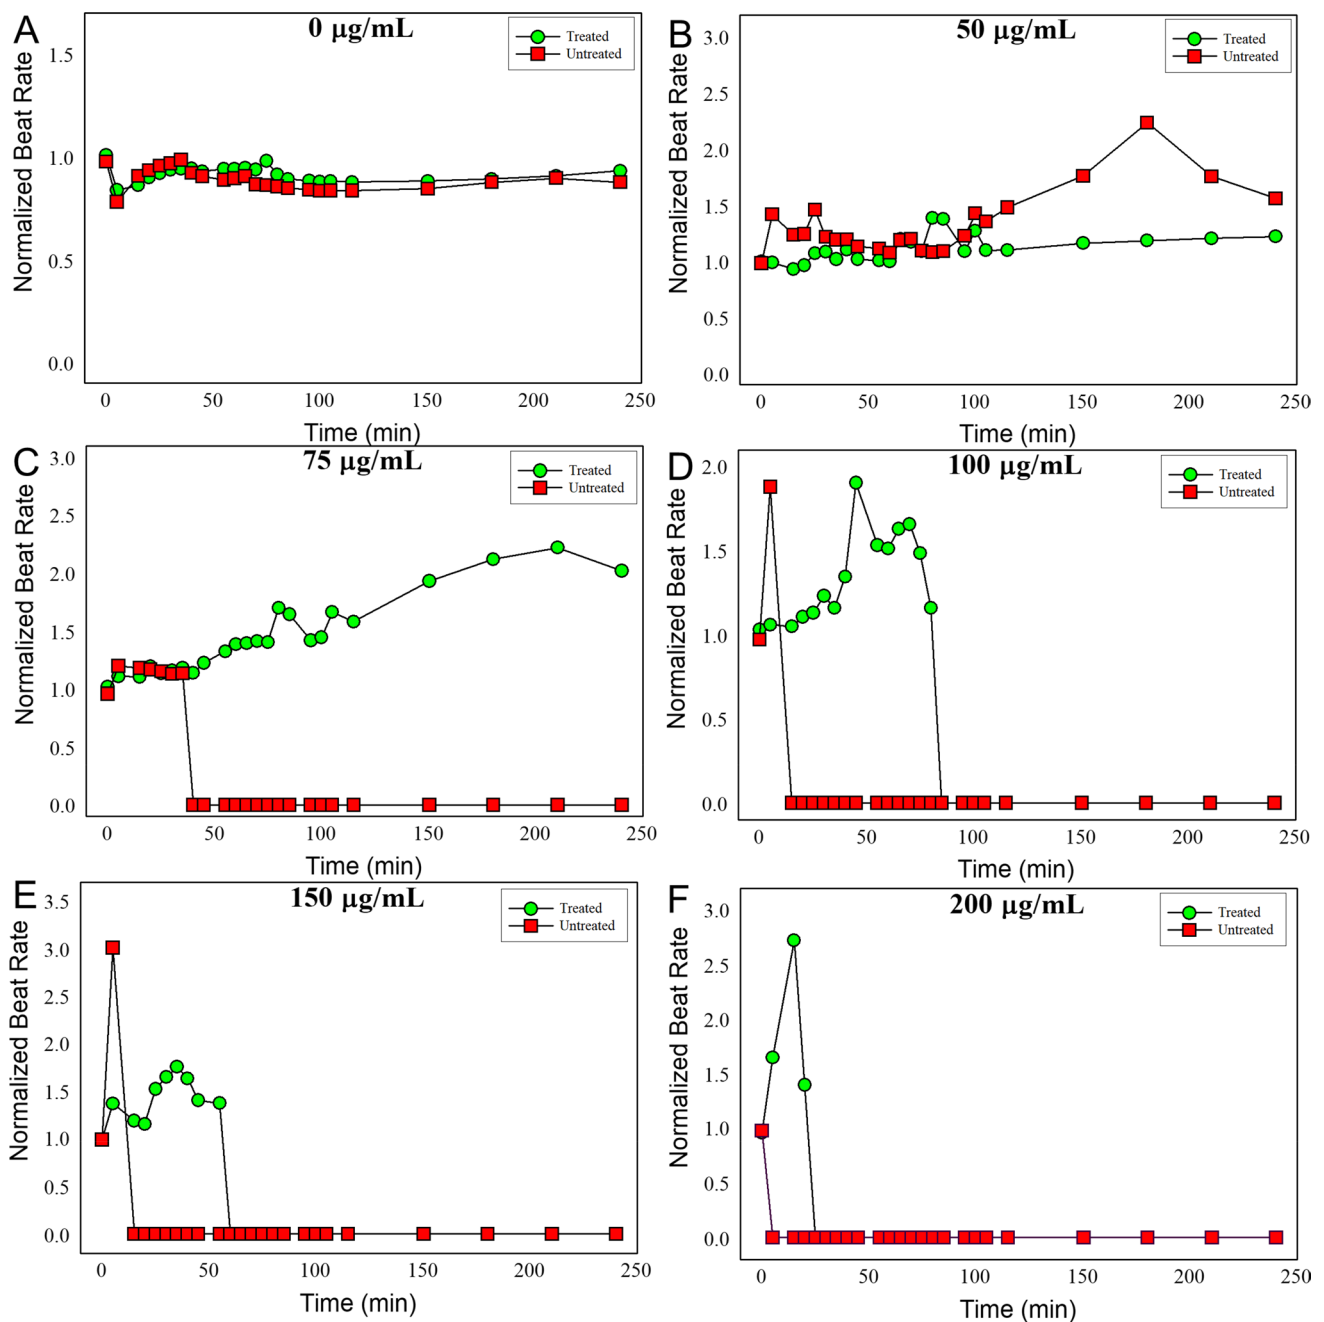 A
0 µg/mL
Treated
Untreated
Normalized Beat Rate
1.5
1.0
0.5
0.0
0 50 100 150 200 250
Time (min)
B
50 µg/mL
Treated
Untreated
Normalized Beat Rate
3.0
2.5
2.0
1.5
1.0
0.5
0.0
0 50 100 150 200 250
Time (min)
C
75 µg/mL
Treated
Untreated
Normalized Beat Rate
3.0
2.5
2.0
1.5
1.0
0.5
0.0
0 50 100 150 200 250
Time (min)
D
100 µg/mL
Treated
Untreated
Normalized Beat Rate
2.0
1.5
1.0
0.5
0.0
0 50 100 150 200 250
Time (min)
E
150 µg/mL
Treated
Untreated
Normalized Beat Rate
3.5
3.0
2.5
2.0
1.5
1.0
0.5
0.0
0 50 100 150 200 250
Time (min)
F
200 µg/mL
Treated
Untreated
Normalized Beat Rate
3.0
2.5
2.0
1.5
1.0
0.5
0.0
0 50 100 150 200 250
Time (min)